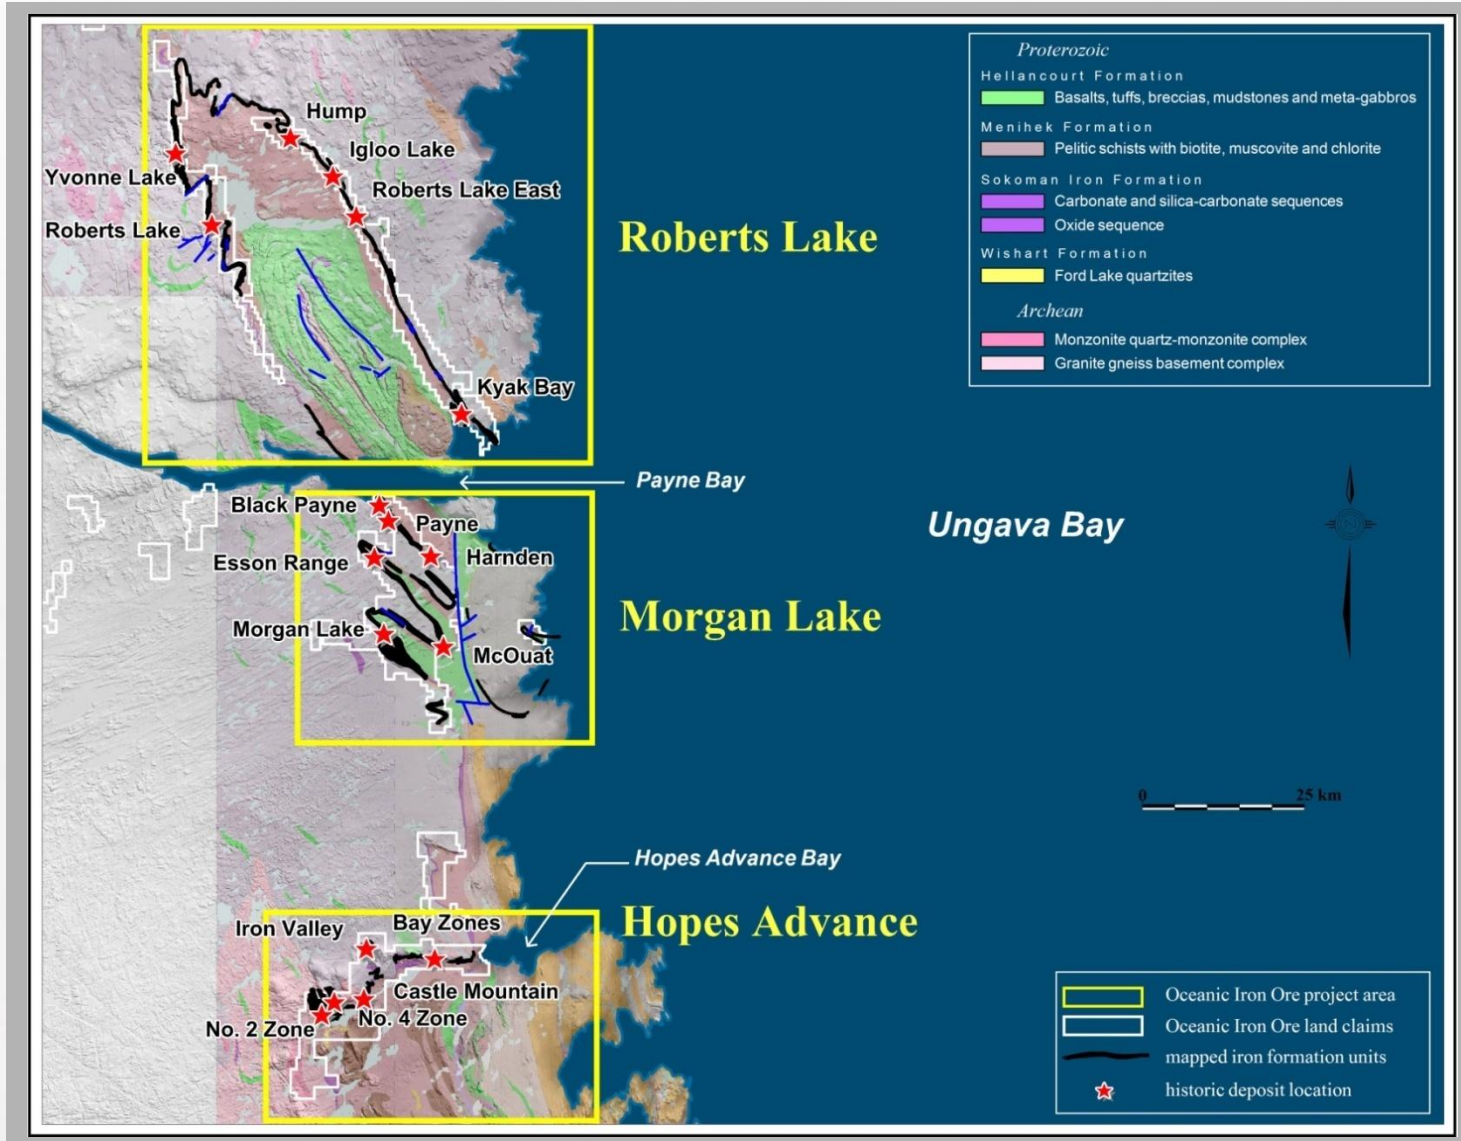 Proterozoic
Hellancourt Formation
Basalts, tuffs, breccias, mudstones and meta-gabbros
Menihek Formation
Pelitic schists with biotite, muscovite and chlorite
Sokoman Iron Formation
Carbonate and silica-carbonate sequences
Oxide sequence
Wishart Formation
Ford Lake quartzites
Archean
Monzonite quartz-monzonite complex
Granite gneiss basement complex
Hump
Igloo Lake
Yvonne Lake
Roberts Lake East
Roberts Lake
Roberts Lake
Kyak Bay
Payne Bay
Black Payne
Payne
Ungava Bay
Esson Range
Harnden
Morgan Lake
Morgan Lake
McOuat
0 25 km
Hopes Advance Bay
Hopes Advance
Iron Valley
Bay Zones
Castle Mountain
No. 2 Zone
No. 4 Zone
Oceanic Iron Ore project area
Oceanic Iron Ore land claims
mapped iron formation units
historic deposit location